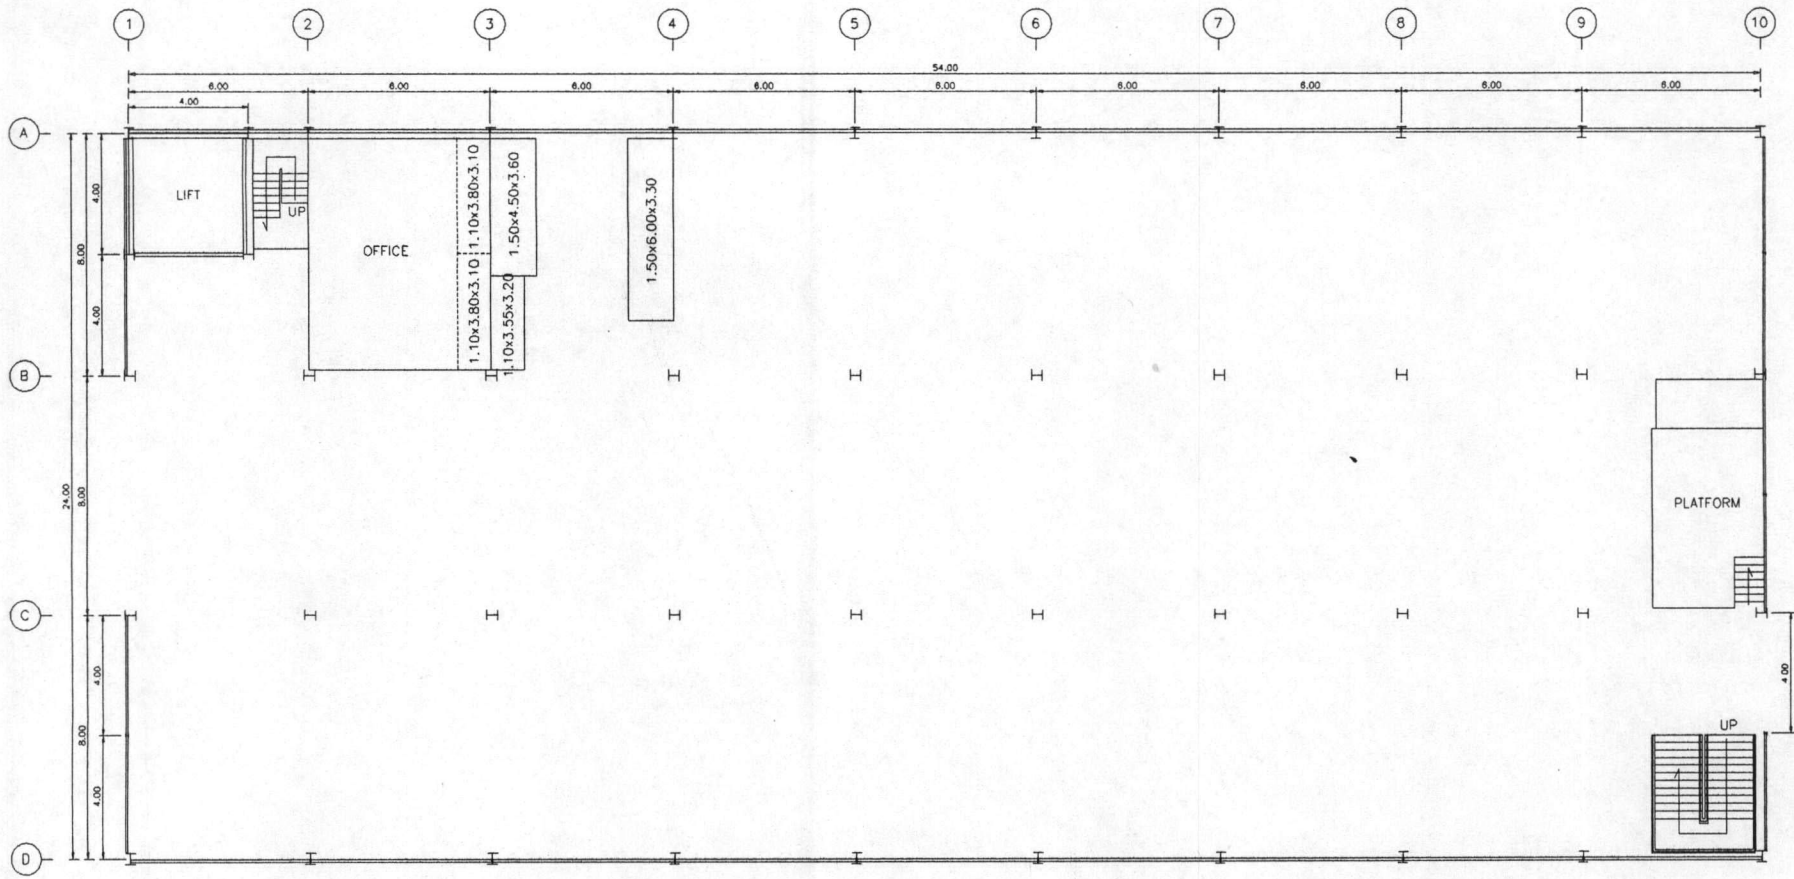 1 2 3 4 5 6 7 8 9 10
54.00
6.00 6.00 6.00 6.00 6.00 6.00 6.00 6.00 6.00
4.00
A
LIFT
UP
OFFICE
1.10x3.80x3.10
1.10x3.80x3.10
1.50x4.50x3.60
1.10x3.55x3.20
1.50x6.00x3.30
4.00
8.00
4.00
B
24.00
8.00
PLATFORM
C
4.00
8.00
4.00
4.00
UP
D